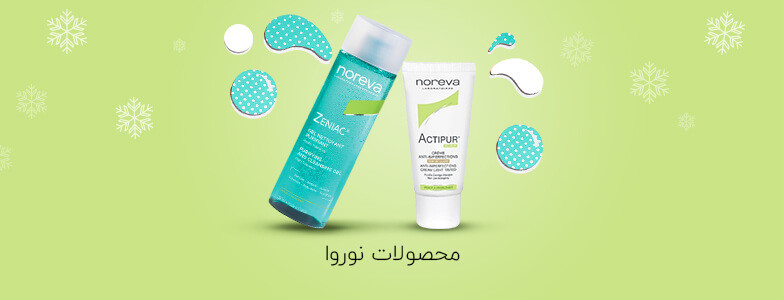 noreva
ZENIAC®
GEL NETTOYANT
PURIFIANT
PURIFYING
AND CLEANSING GEL
noreva
LABORATOIRES
ACTIPUR®
CRÈME
ANTI-IMPERFECTIONS
ANTI-IMPERFECTIONS
CREAM LIGHT TINTED
محصولات نوروا